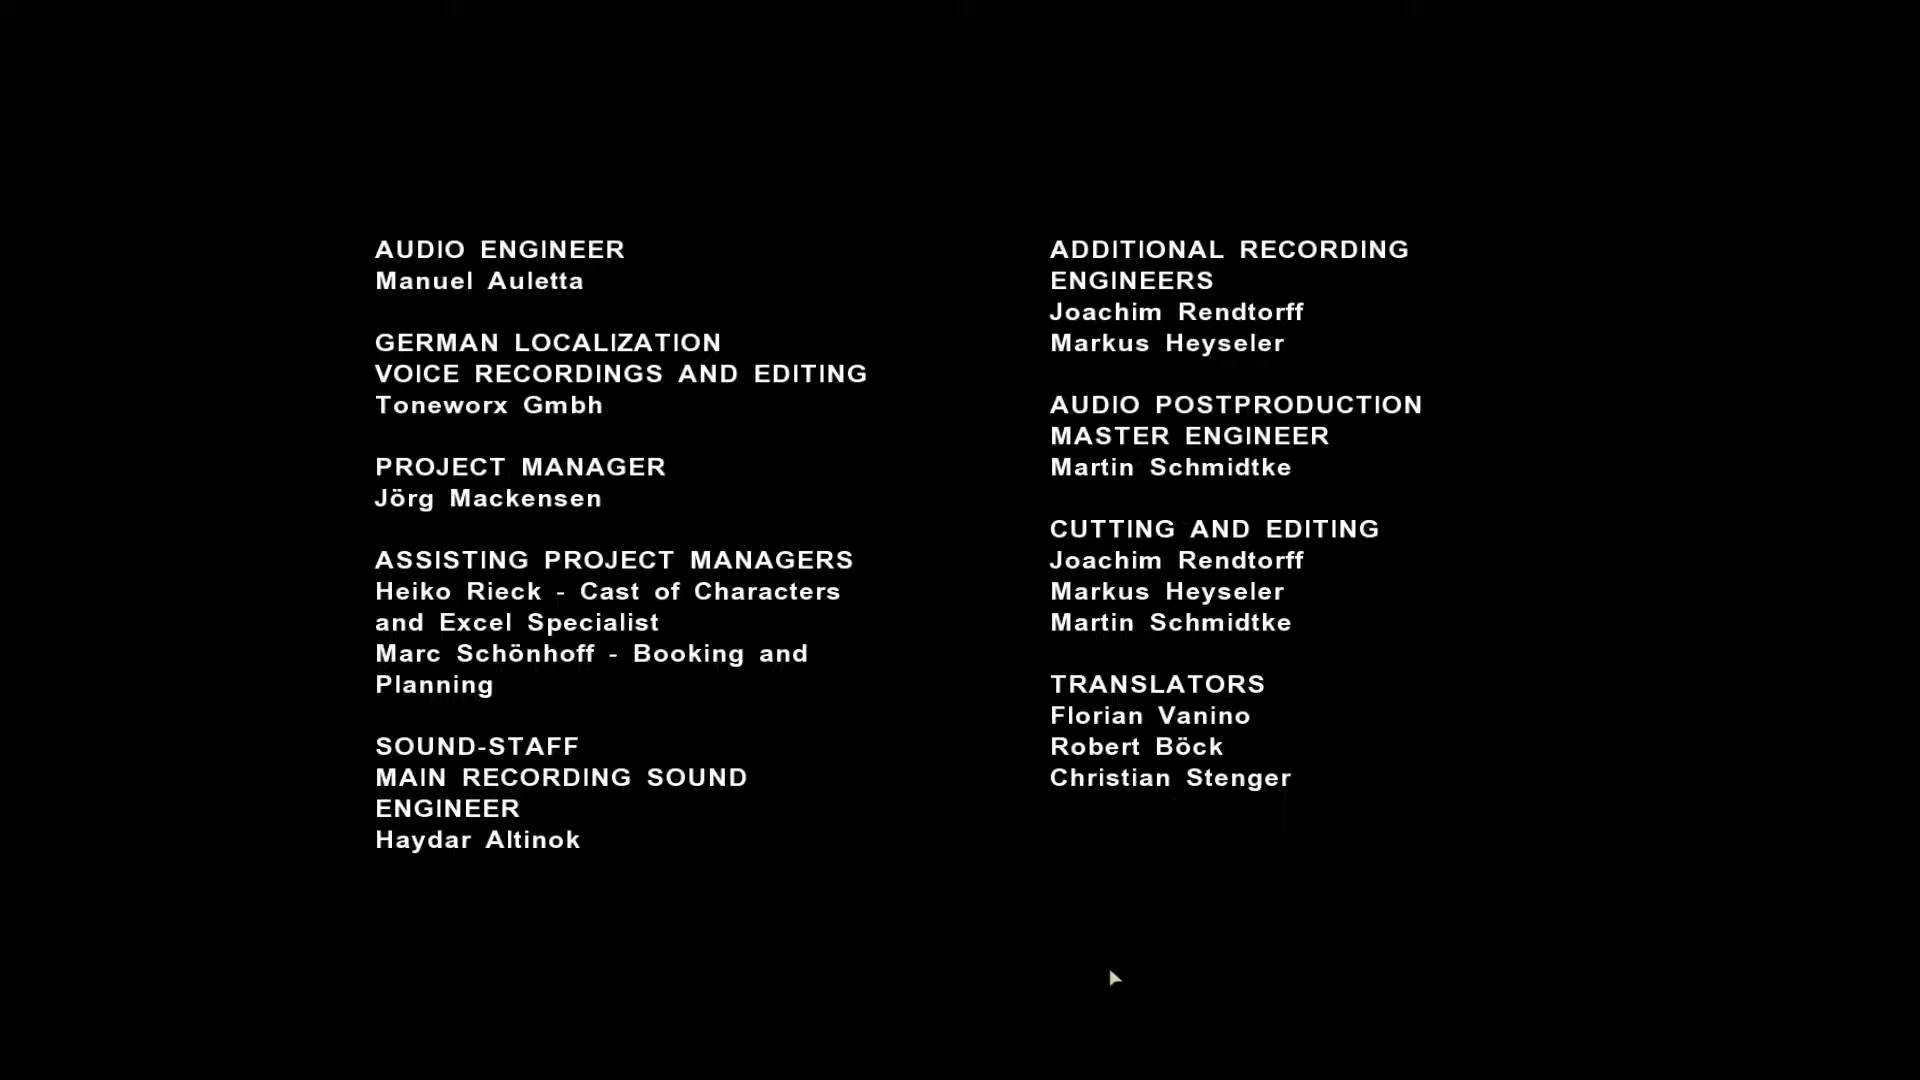 AUDIO ENGINEER
Manuel Auletta
GERMAN LOCALIZATION
VOICE RECORDINGS AND EDITING
Toneworx Gmbh
PROJECT MANAGER
Jörg Mackensen
ASSISTING PROJECT MANAGERS
Heiko Rieck - Cast of Characters
and Excel Specialist
Marc Schönhoff - Booking and
Planning
SOUND-STAFF
MAIN RECORDING SOUND
ENGINEER
Haydar Altinok
ADDITIONAL RECORDING
ENGINEERS
Joachim Rendtorff
Markus Heyseler
AUDIO POSTPRODUCTION
MASTER ENGINEER
Martin Schmidtke
CUTTING AND EDITING
Joachim Rendtorff
Markus Heyseler
Martin Schmidtke
TRANSLATORS
Florian Vanino
Robert Böck
Christian Stenger